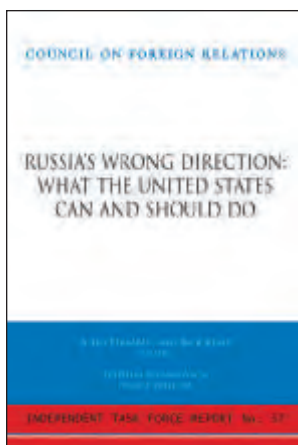 COUNCIL ON FOREIGN RELATIONS
RUSSIA'S WRONG DIRECTION:
WHAT THE UNITED STATES
CAN AND SHOULD DO
INDEPENDENT TASK FORCE REPORT No. 57